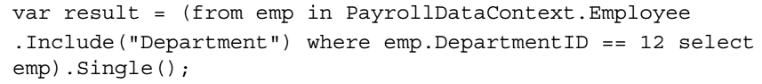 var result = (from emp in PayrollDataContext.Employee
.Include("Department") where emp.DepartmentID == 12 select
emp).Single();